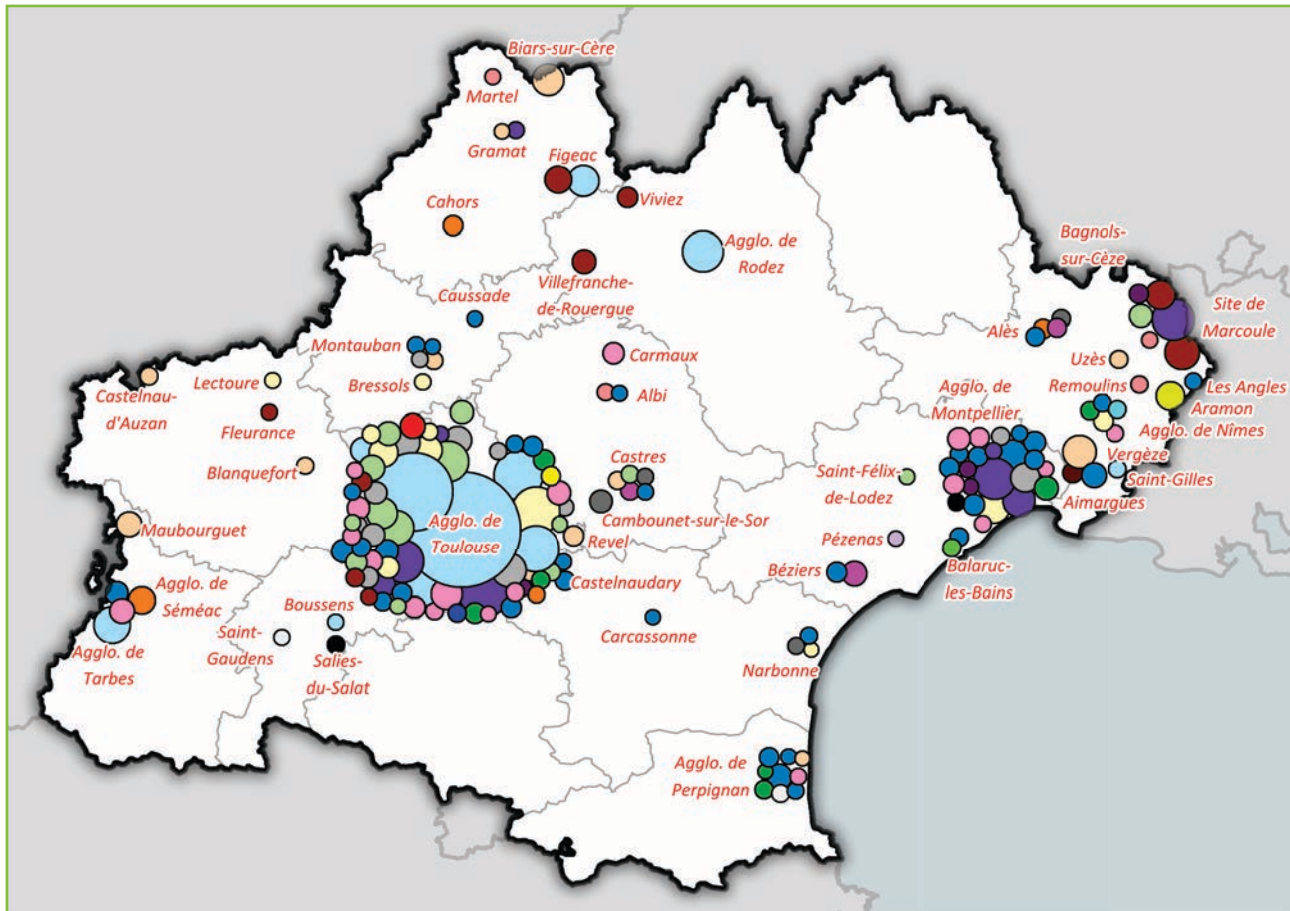 Biars-sur-Cère
Martel
Gramat
Figeac
Viviez
Cahors
Agglo. de
Rodez
Villefranche-
de-Rouergue
Caussade
Bagnols-
sur-Cèze
Site de
Marcoule
Alès
Uzès
Remoulins
Les Angles
Aramon
Agglo. de Nîmes
Montauban
Lectoure
Bressols
Castelnau-
d'Auzan
Fleurance
Blanquefort
Carmaux
Albi
Agglo. de
Montpellier
Vergèze
Saint-Gilles
Aimargues
Castres
Cambounet-sur-le-Sor
Saint-Félix-
de-Lodez
Agglo. de
Toulouse
Revel
Maubourguet
Pézenas
Béziers
Balaruc-
les-Bains
Castelnaudary
Agglo. de
Séméac
Boussens
Saint-
Gaudens
Salies-
du-Salat
Agglo. de
Tarbes
Carcassonne
Narbonne
Agglo. de
Perpignan